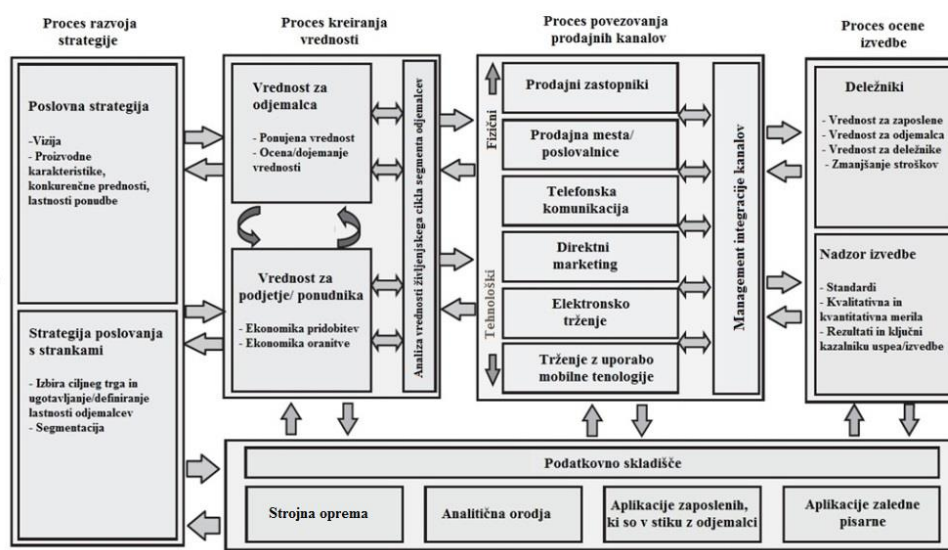 Proces razvoja
strategije
Poslovna strategija
-Vizija
- Proizvodne
karakteristike,
konkurenčne prednosti,
lastnosti ponudbe
Strategija poslovanja
s strankami
- Izbira ciljneg trga in
ugotavljanje/definiranje
lastnosti odjemalcev
- Segmentacija
Proces kreiranja
vrednosti
Vrednost za
odjemalca
- Ponujena vrednost
- Ocena/dojemanje
vrednosti
Vrednost za
podjetje/ ponudnika
- Ekonomika pridobitev
- Ekonomika oranitve
Analiza vrednosti življenjskega cikla segmenta odjemalcev
Proces povezovanja
prodajnih kanalov
Fizični
Tehnološki
Prodajni zastopniki
Prodajna mesta/
poslovalnice
Telefonska
komunikacija
Direktni
marketing
Elektronsko
trženje
Trženje z uporabo
mobilne tenologije
Management integracije kanalov
Proces ocene
izvedbe
Deležniki
- Vrednost za zaposlene
- Vrednost za odjemalca
- Vrednost za deležnike
- Zmanjšanje stroškov
Nadzor izvedbe
- Standardi
- Kvalitativna in
kvantitativna merila
- Rezultati in ključni
kazalniku uspea/izvedbe
Podatkovno skladišče
Strojna oprema
Analitična orodja
Aplikacije zaposlenih,
ki so v stiku z odjemalci
Aplikacije zaledne
pisarne